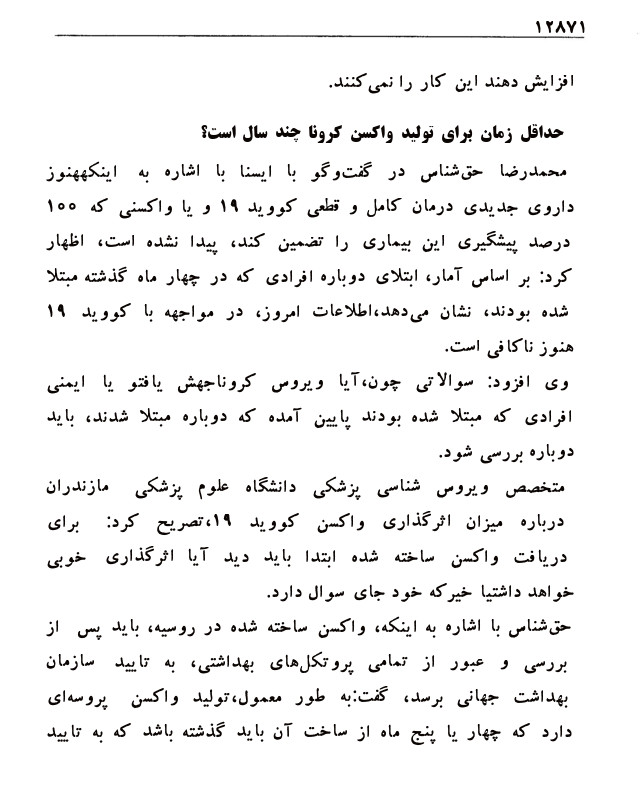 ۱۲۸۷۱
افزایش دهند این کار را نمی‌کنند.
حداقل زمان برای تولید واکسن کرونا چند سال است؟
محمدرضا حق‌شناس در گفت‌وگو با ایسنا با اشاره به اینکههنوز
داروی جدیدی درمان کامل و قطعی کووید ۱۹ و یا واکسنی که ۱۰۰
درصد پیشگیری این بیماری را تضمین کند، پیدا نشده است، اظهار
کرد: بر اساس آمار، ابتلای دوباره افرادی که در چهار ماه گذشته مبتلا
شده بودند، نشان می‌دهد،اطلاعات امروز، در مواجهه با کووید ۱۹
هنوز ناکافی است.
وی افزود: سوالاتی چون،آیا ویروس کروناجهش یافتو یا ایمنی
افرادی که مبتلا شده بودند پایین آمده که دوباره مبتلا شدند، باید
دوباره بررسی شود.
متخصص ویروس شناسی پزشکی دانشگاه علوم پزشکی مازندران
درباره میزان اثرگذاری واکسن کووید ۱۹،تصریح کرد: برای
دریافت واکسن ساخته شده ابتدا باید دید آیا اثرگذاری خوبی
خواهد داشتیا خیرکه خود جای سوال دارد.
حق‌شناس با اشاره به اینکه، واکسن ساخته شده در روسیه، باید پس از
بررسی و عبور از تمامی پروتکل‌های بهداشتی، به تایید سازمان
بهداشت جهانی برسد، گفت:به طور معمول،تولید واکسن پروسه‌ای
دارد که چهار یا پنج ماه از ساخت آن باید گذشته باشد که به تایید